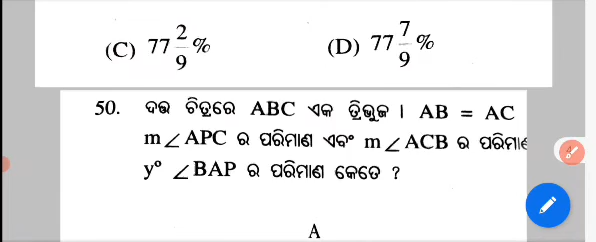 (C) 77 2/9 % (D) 77 7/9 %
50. ଦତ୍ତ ଚିତ୍ରରେ ABC ଏକ ତ୍ରିଭୁଜ । AB = AC
m∠APC ର ପରିମାଣ ଏବଂ m∠ACB ର ପରିମାଣ
y° ∠BAP ର ପରିମାଣ କେତେ ?
A